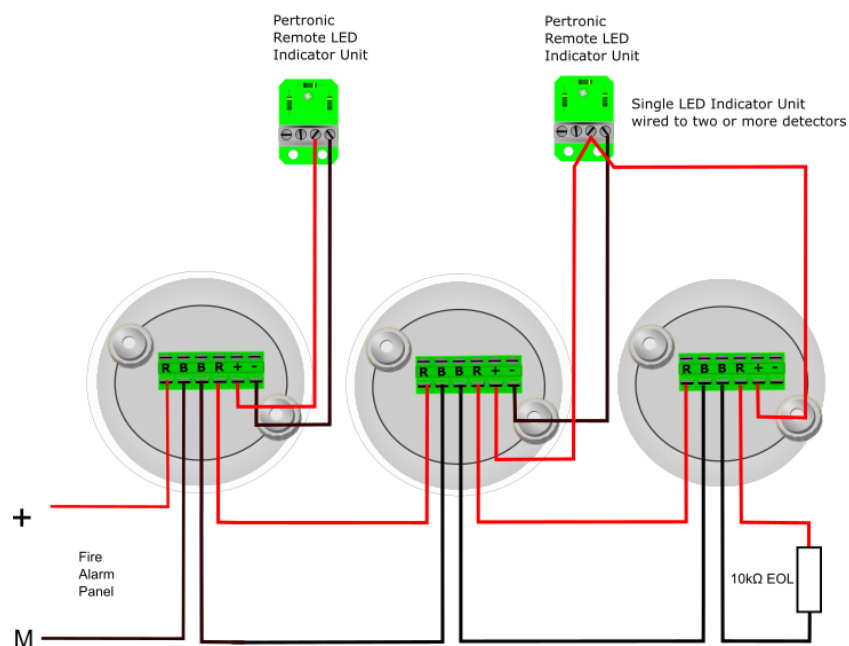 Pertronic
Remote LED
Indicator Unit
Pertronic
Remote LED
Indicator Unit
Single LED Indicator Unit
wired to two or more detectors
R B B R + -
R B B R + -
R B B R + -
+
Fire
Alarm
Panel
10kΩ EOL
M